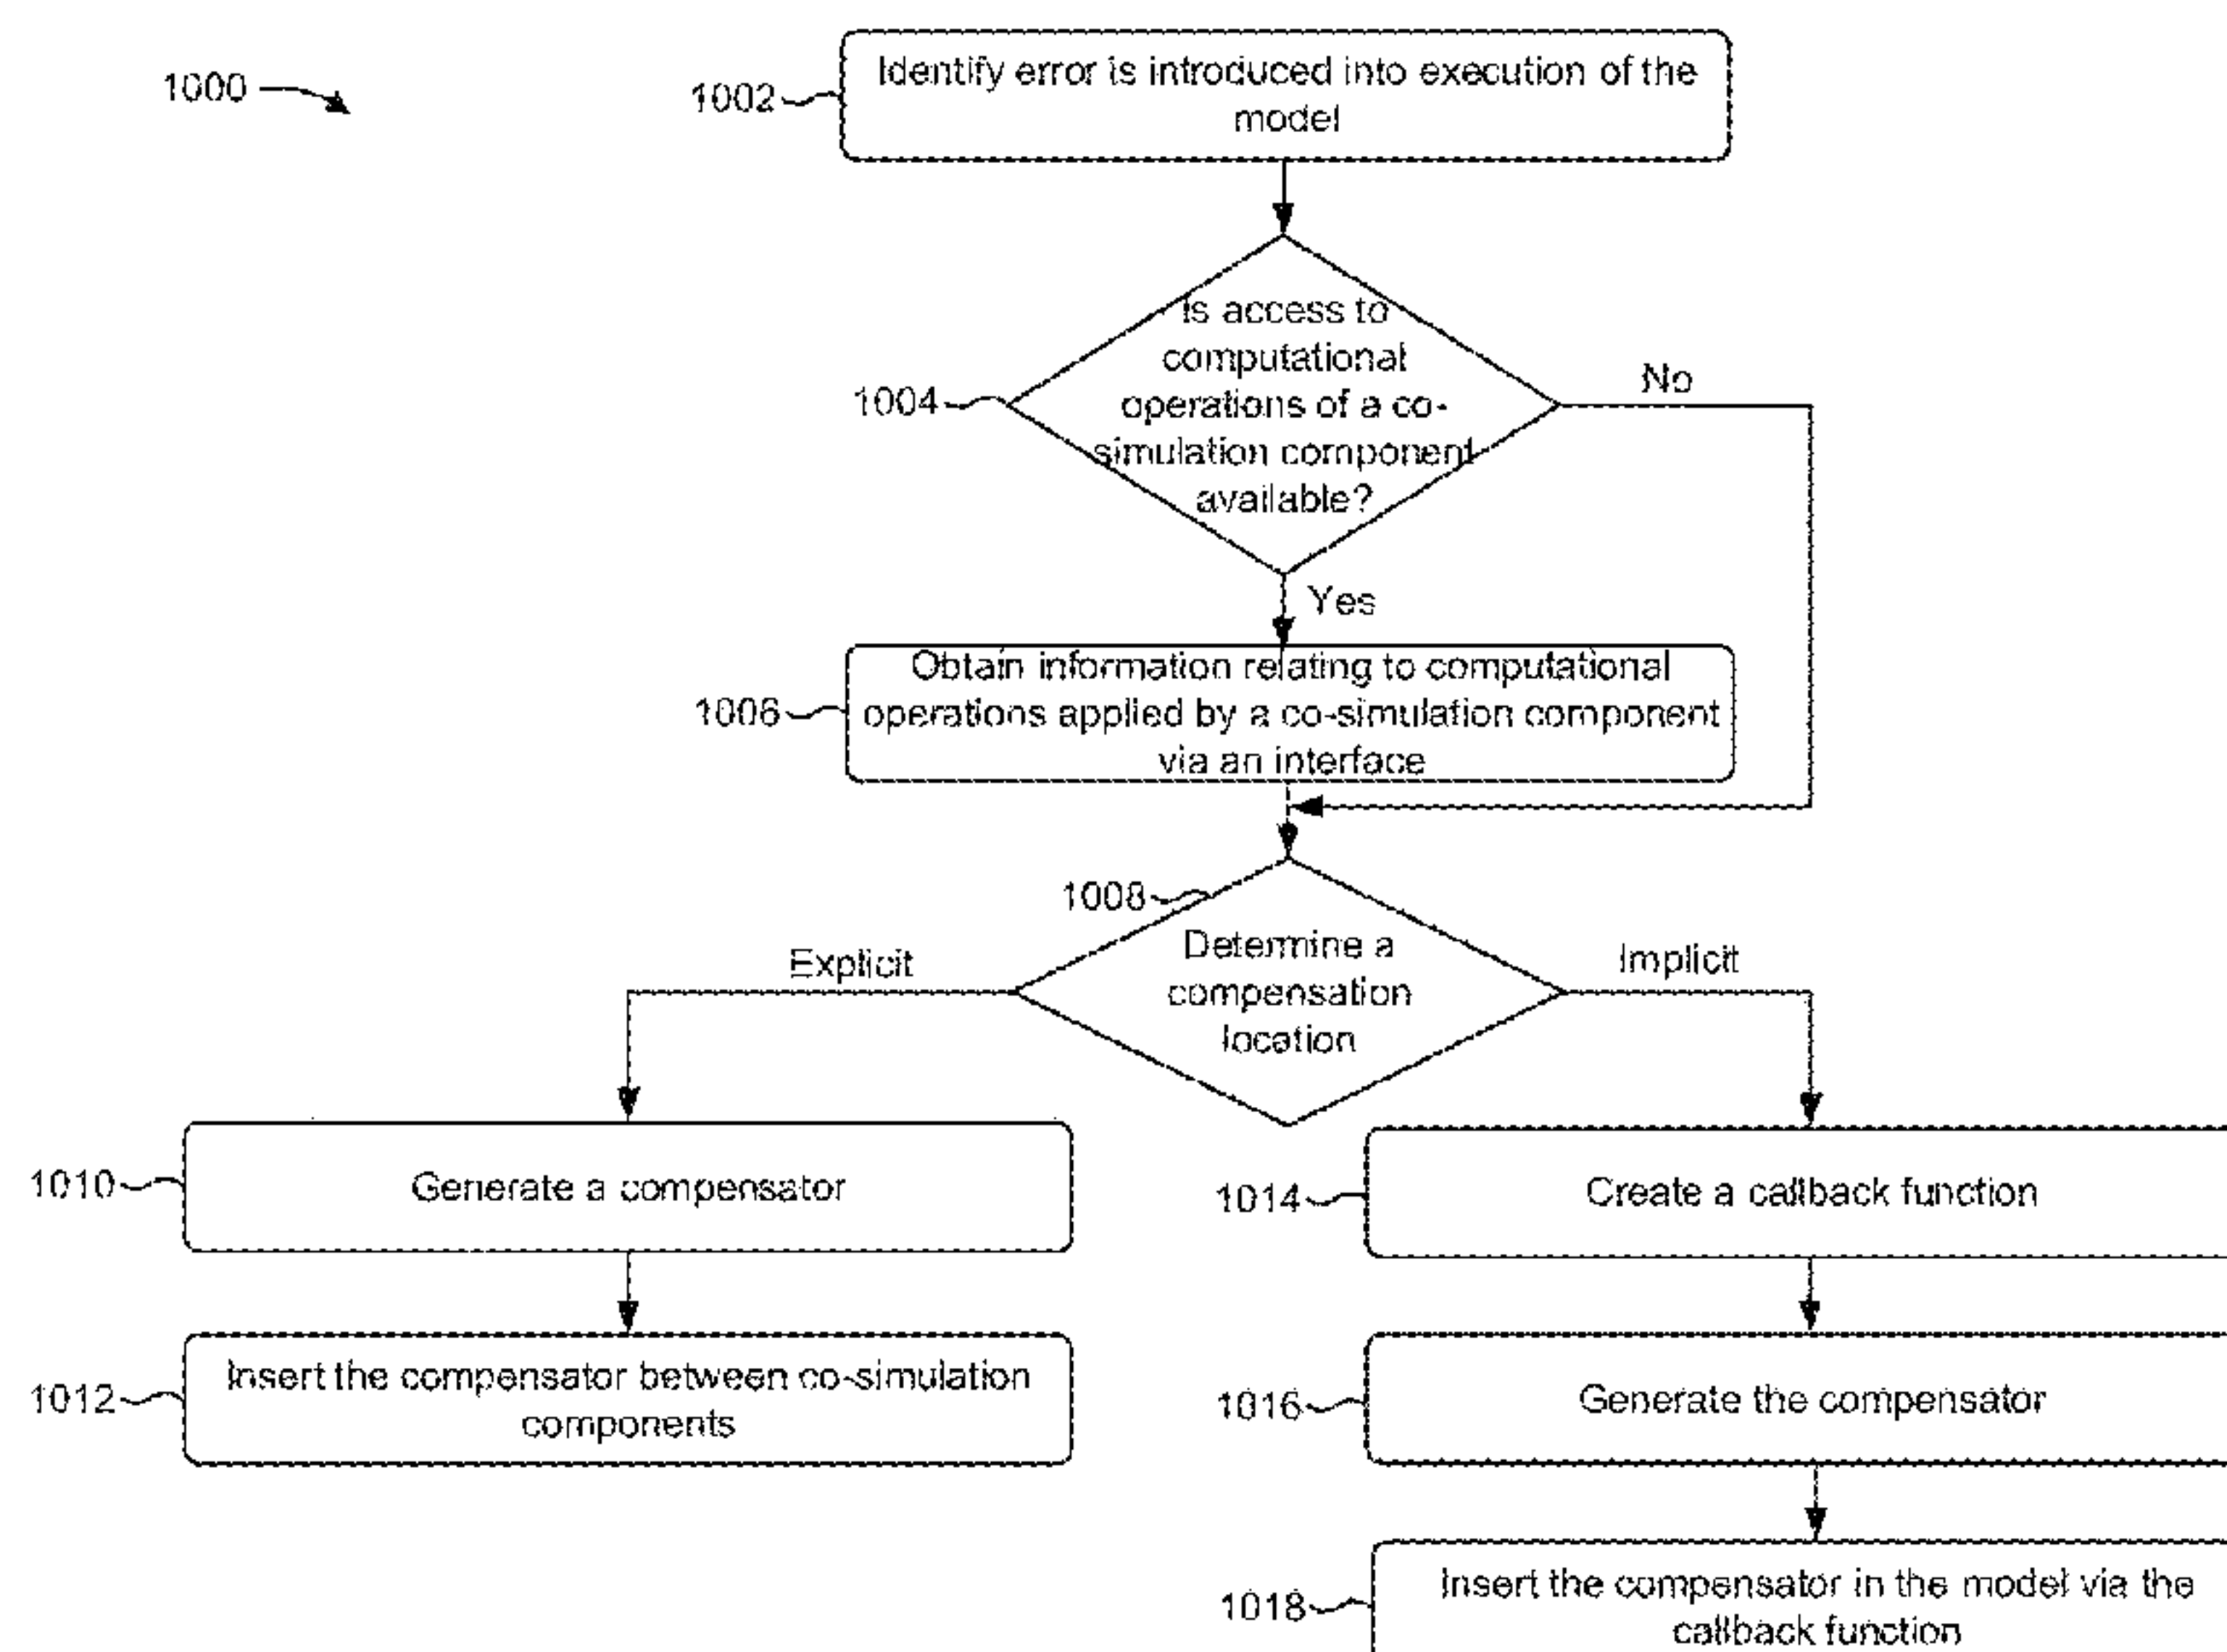 1000
1002
Identify error is introduced into execution of the
model
Is access to
computational
operations of a co-
simulation component
available?
1004
No
Yes
1006
Obtain information relating to computational
operations applied by a co-simulation component
via an interface
1008
Determine a
compensation
location
Explicit
Implicit
1010
Generate a compensator
1014
Create a callback function
1012
Insert the compensator between co-simulation
components
1016
Generate the compensator
1018
Insert the compensator in the model via the
callback function